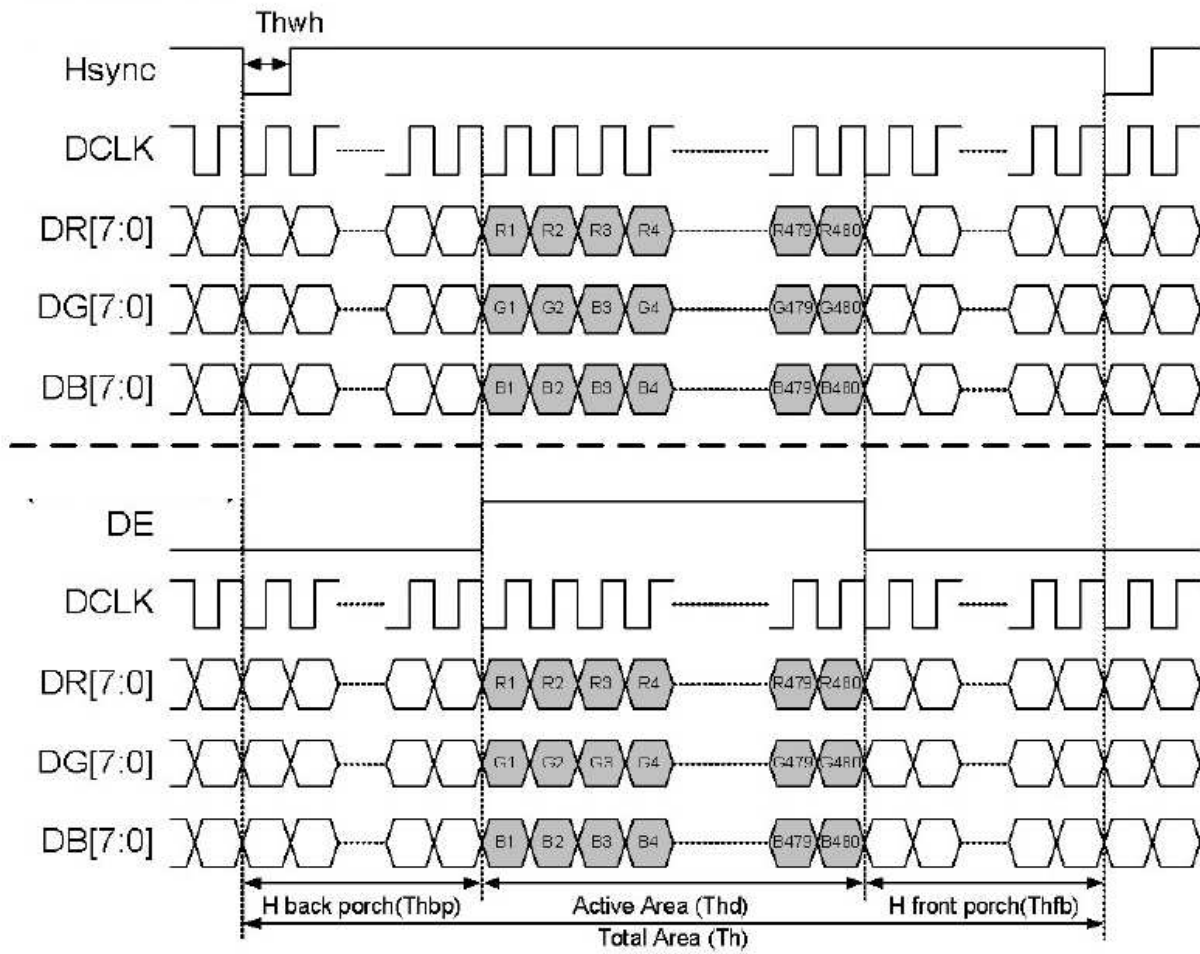 Thwh
Hsync
DCLK
DR[7:0] R1 R2 R3 R4 R479 R480
DG[7:0] G1 G2 B3 G4 G479 G480
DB[7:0] B1 B2 B3 B4 B479 B480
DE
DCLK
DR[7:0] R1 R2 R3 R4 R479 R480
DG[7:0] G1 G2 G3 G4 G479 G480
DB[7:0] B1 B2 B3 B4 B479 B480
H back porch(Thbp) Active Area (Thd) H front porch(Thfb)
Total Area (Th)